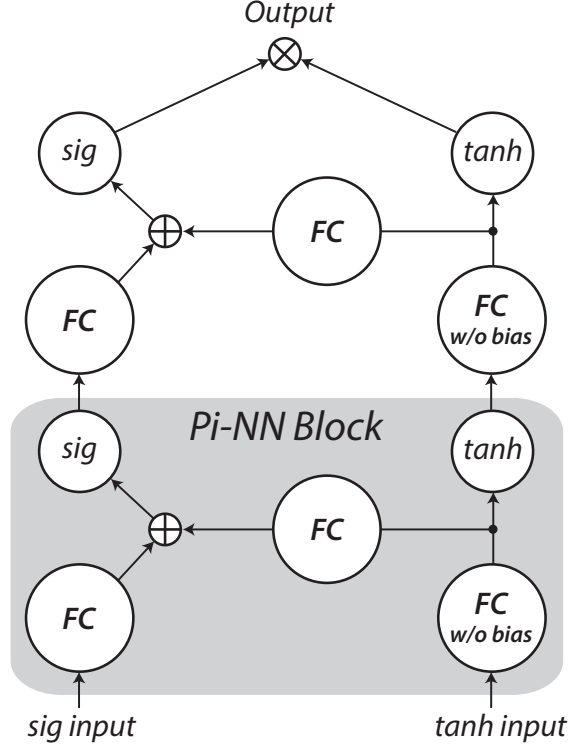 Output
sig
tanh
FC
FC
FC
w/o bias
Pi-NN Block
sig
tanh
FC
FC
FC
w/o bias
sig input
tanh input